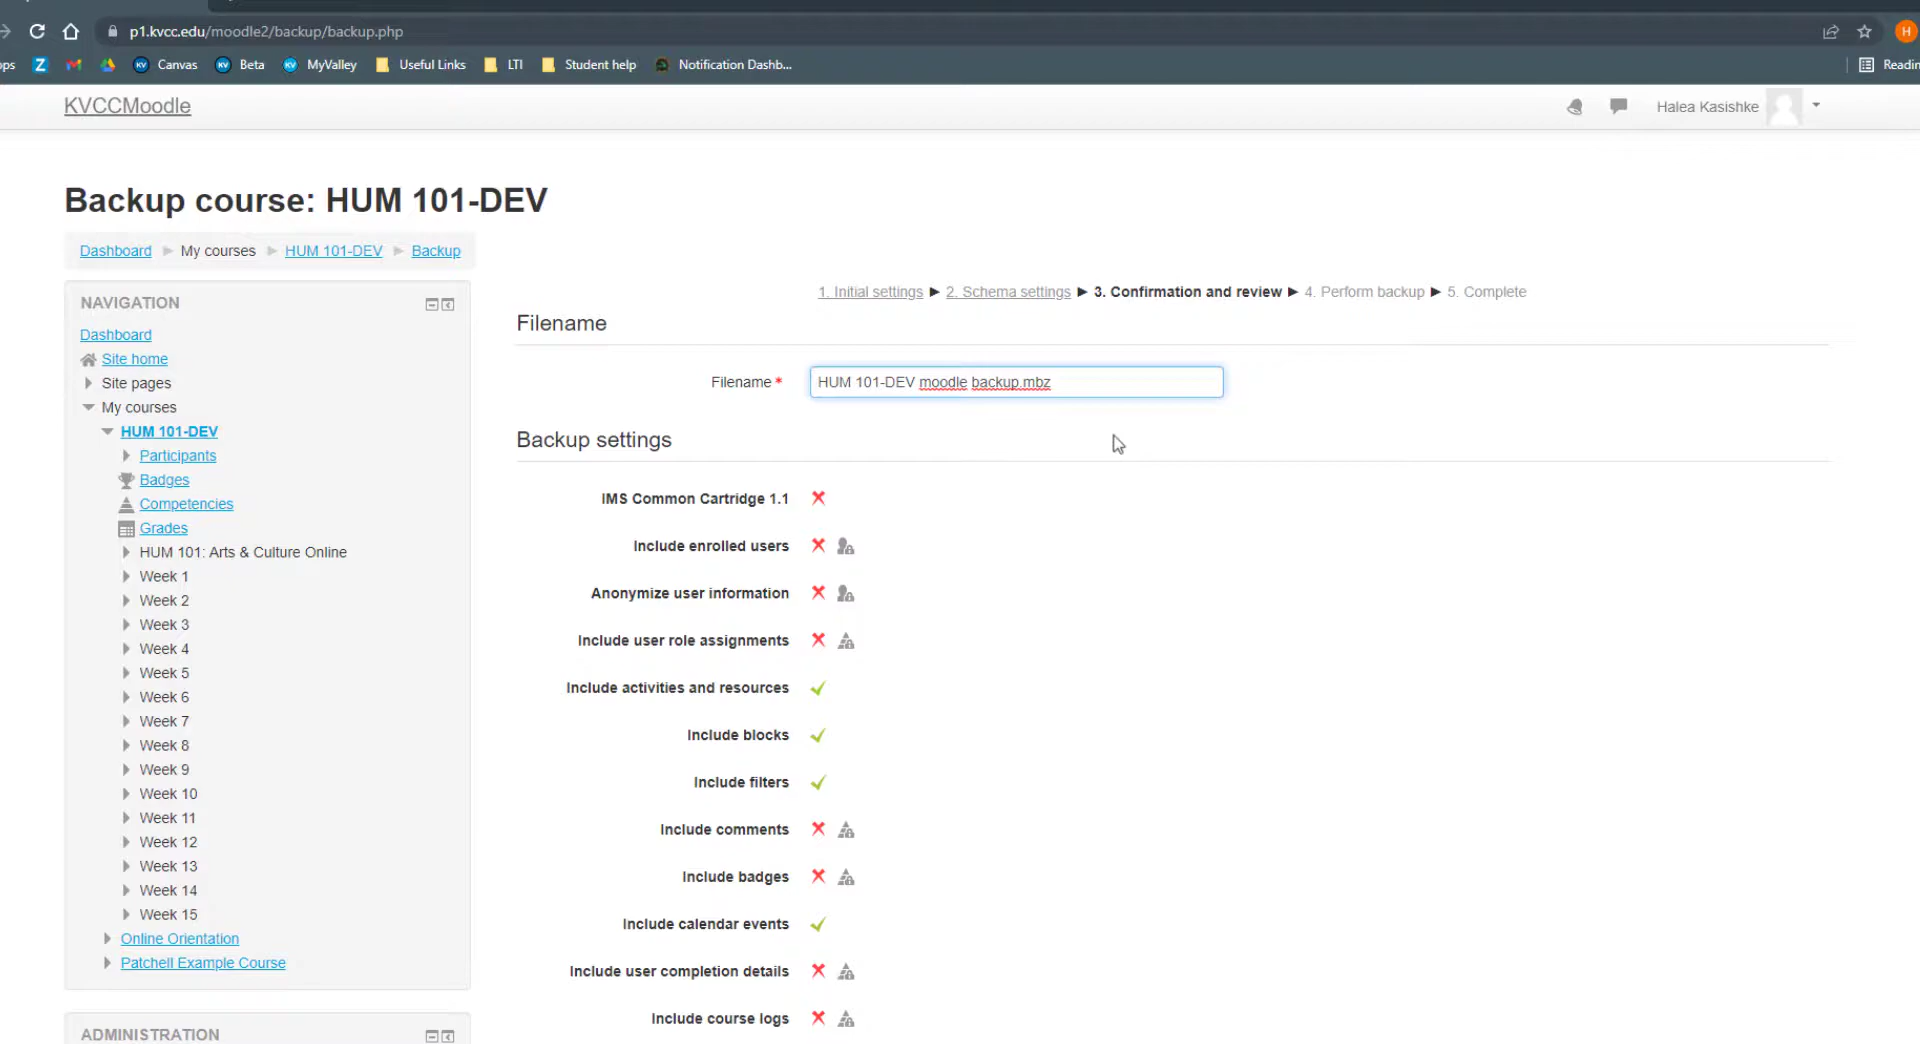 p1.kvcc.edu/moodle2/backup/backup.php
H
Canvas Beta MyValley Useful Links LTI Student help Notification Dashb...
KVCCMoodle
Halea Kasishke
Backup course: HUM 101-DEV
Dashboard My courses HUM 101-DEV Backup
NAVIGATION
Dashboard
Site home
Site pages
My courses
HUM 101-DEV
Participants
Badges
Competencies
Grades
HUM 101: Arts & Culture Online
Week 1
Week 2
Week 3
Week 4
Week 5
Week 6
Week 7
Week 8
Week 9
Week 10
Week 11
Week 12
Week 13
Week 14
Week 15
Online Orientation
Patchell Example Course
ADMINISTRATION
1. Initial settings ► 2. Schema settings ► 3. Confirmation and review ► 4. Perform backup ► 5. Complete
Filename
Filename * HUM 101-DEV moodle backup.mbz
Backup settings
IMS Common Cartridge 1.1
Include enrolled users
Anonymize user information
Include user role assignments
Include activities and resources
Include blocks
Include filters
Include comments
Include badges
Include calendar events
Include user completion details
Include course logs